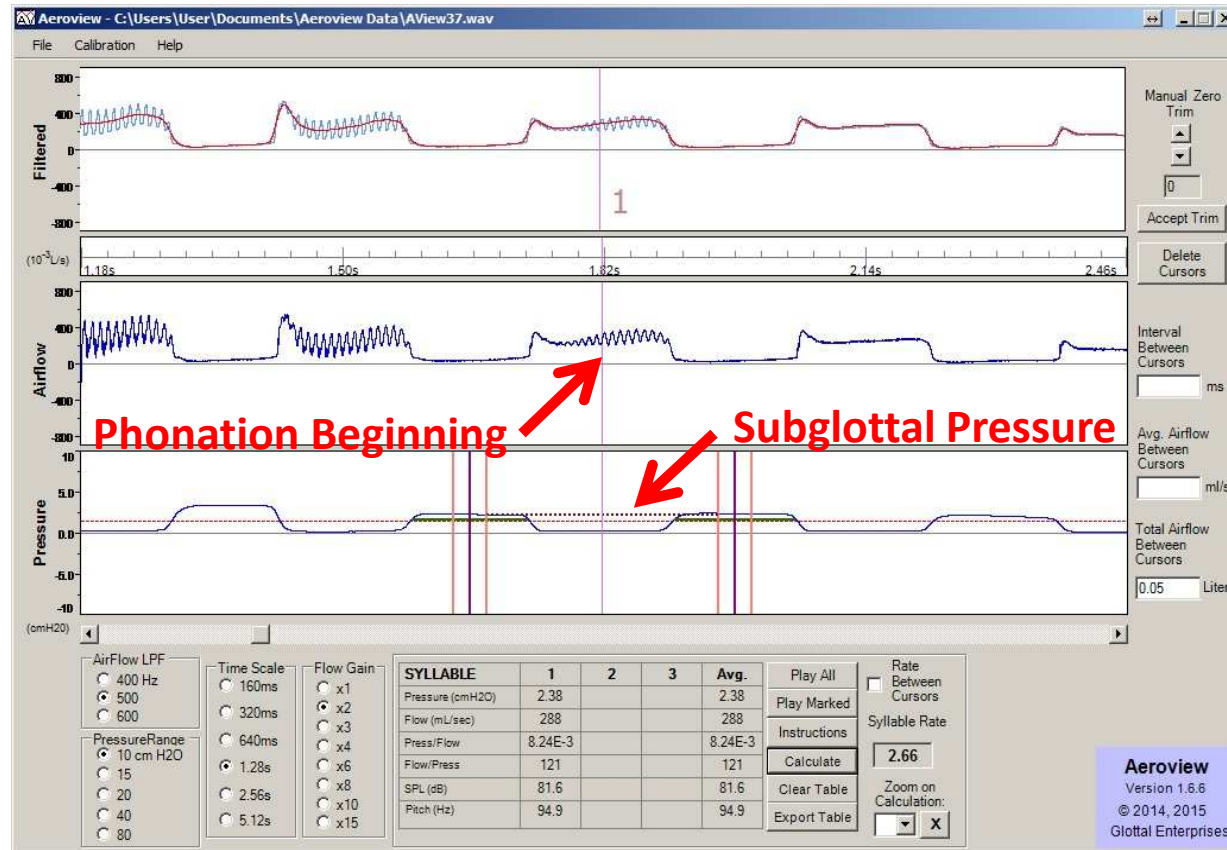 Aeroview - C:\Users\User\Documents\Aeroview Data\AView37.wav
File Calibration Help
Filtered
800
400
0
-400
-800
1
Manual Zero
Trim
0
Accept Trim
Delete
Cursors
(10⁻³L/s)
1.18s 1.50s 1.82s 2.14s 2.46s
Airflow
800
400
0
-400
-800
Phonation Beginning
Subglottal Pressure
Interval
Between
Cursors
ms
Avg. Airflow
Between
Cursors
ml/s
Total Airflow
Between
Cursors
0.05 Liter
Pressure
10
5.0
0.0
-5.0
-10
(cmH20)
AirFlow LPF
400 Hz
500
600
PressureRange
10 cm H2O
15
20
40
80
Time Scale
160ms
320ms
640ms
1.28s
2.56s
5.12s
Flow Gain
x1
x2
x3
x4
x6
x8
x10
x15
SYLLABLE 1 2 3 Avg.
Pressure (cmH2O) 2.38 2.38
Flow (mL/sec) 288 288
Press/Flow 8.24E-3 8.24E-3
Flow/Press 121 121
SPL (dB) 81.6 81.6
Pitch (Hz) 94.9 94.9
Play All
Play Marked
Instructions
Calculate
Clear Table
Export Table
Rate
Between
Cursors
Syllable Rate
2.66
Zoom on
Calculation:
X
Aeroview
Version 1.6.6
© 2014, 2015
Glottal Enterprises